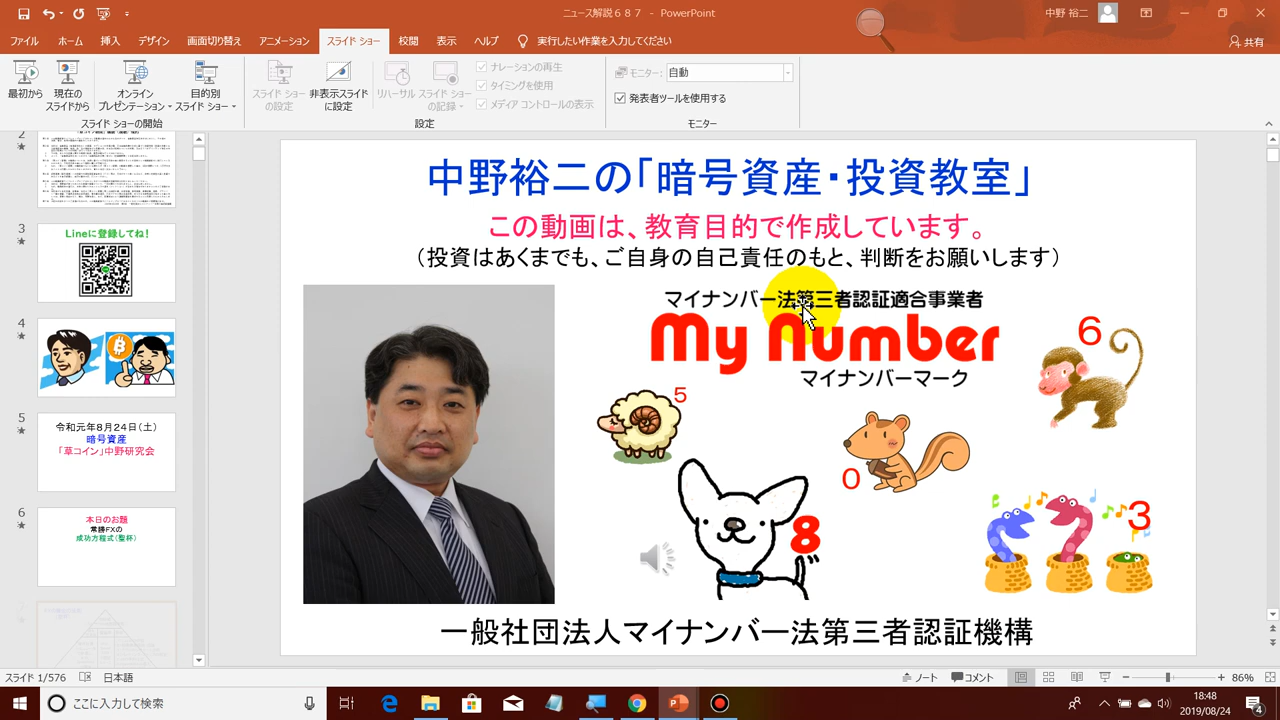 ニュース解説６８７ - PowerPoint
中野 裕二
ファイル
ホーム
挿入
デザイン
画面切り替え
アニメーション
スライド ショー
校閲
表示
ヘルプ
実行したい作業を入力してください
共有
最初から
現在の
スライドから
オンライン
プレゼンテーション
目的別
スライド ショー
スライド ショーの開始
スライド ショー
の設定
非表示スライド
に設定
リハーサル
スライド ショー
の記録
ナレーションの再生
タイミングを使用
メディア コントロールの表示
設定
モニター:
自動
発表者ツールを使用する
モニター
2
3
Lineに登録してね!
4
5
令和元年８月２４日(土)
暗号資産
「草コイン」中野研究会
6
本日のお題
常勝FXの
成功方程式(聖杯)
中野裕二の「暗号資産・投資教室」
この動画は、教育目的で作成しています。
（投資はあくまでも、ご自身の自己責任のもと、判断をお願いします）
マイナンバー法第三者認証適合事業者
My Number
マイナンバーマーク
5
6
0
8
3
一般社団法人マイナンバー法第三者認証機構
スライド 1/576
日本語
ノート
コメント
86%
ここに入力して検索
18:48
2019/08/24
4